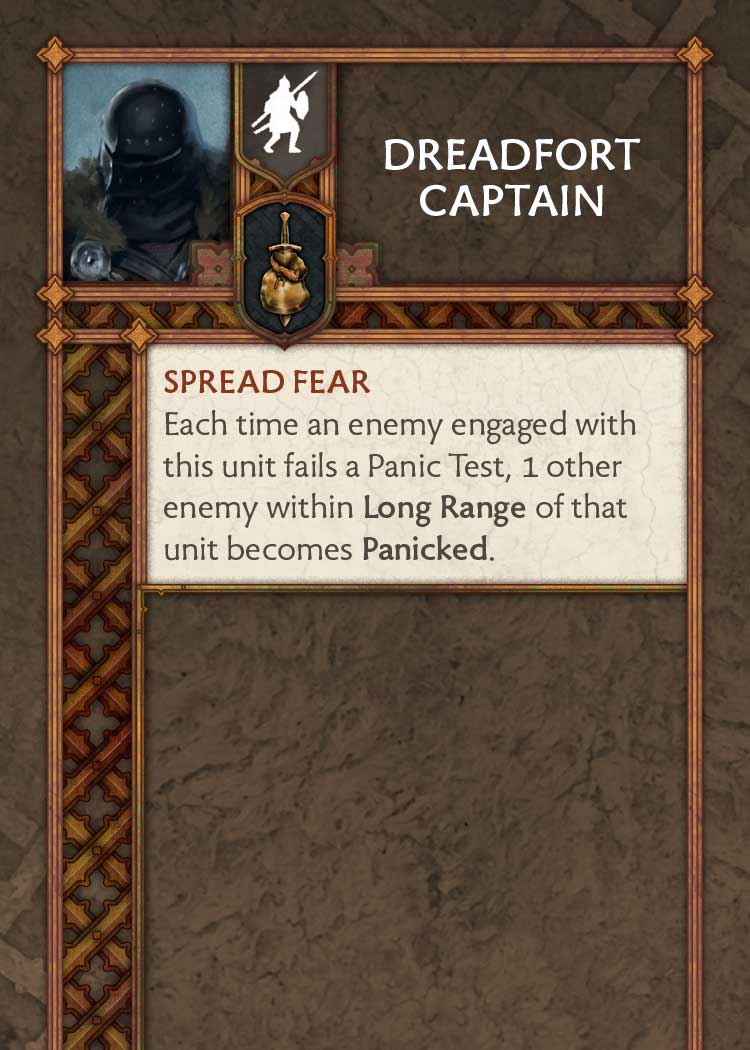 DREADFORT
CAPTAIN
SPREAD FEAR
Each time an enemy engaged with
this unit fails a Panic Test, 1 other
enemy within Long Range of that
unit becomes Panicked.